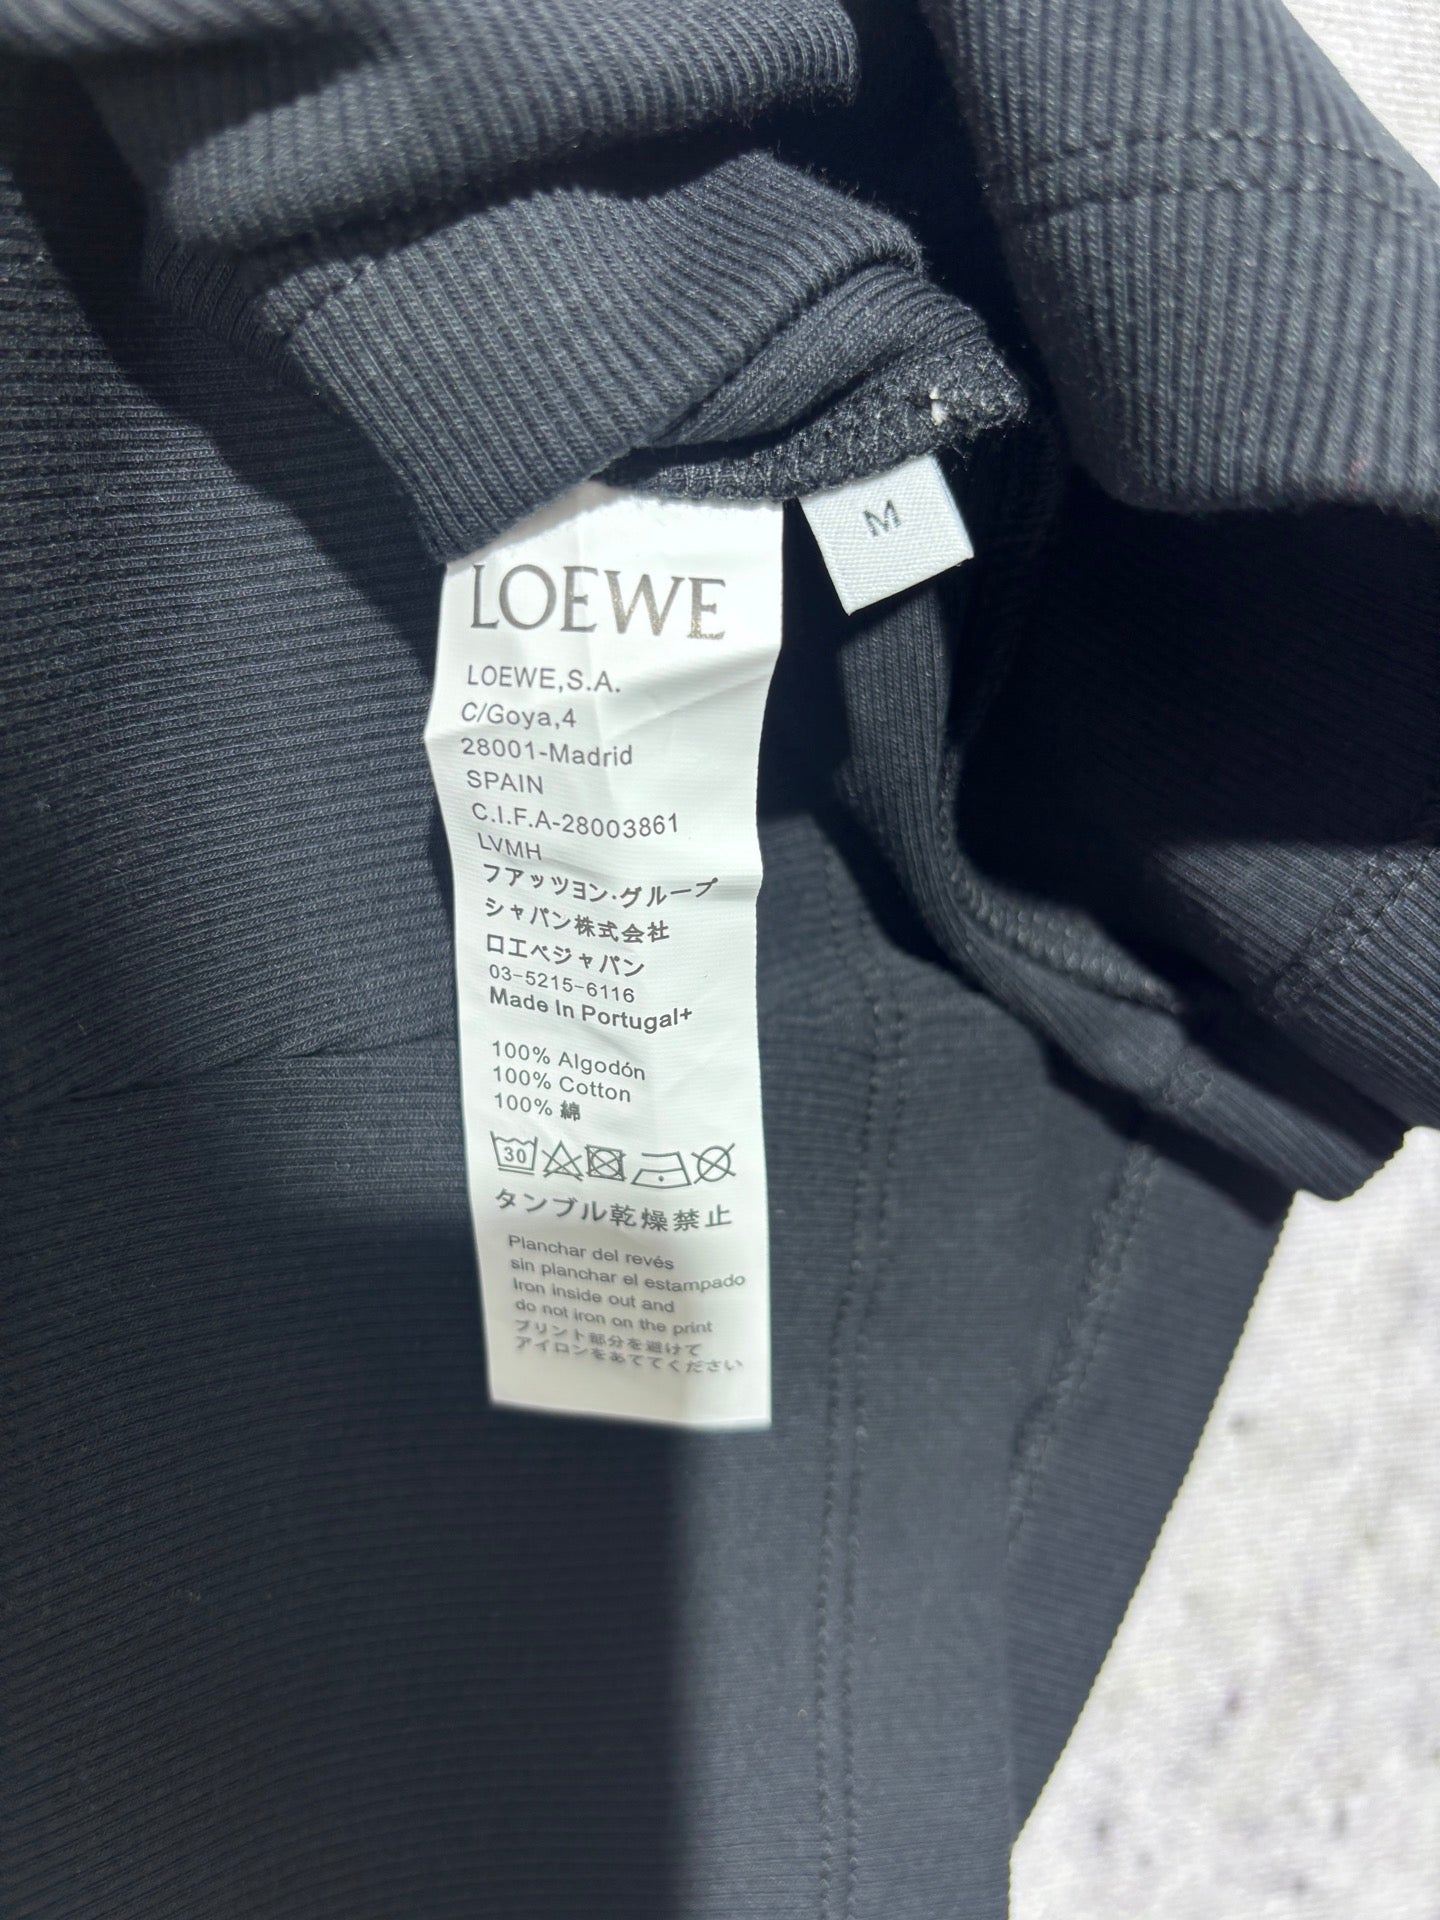 M
LOEWE
LOEWE,S.A.
C/Goya,4
28001-Madrid
SPAIN
C.I.F.A-28003861
LVMH
フアッツヨン·グループ
シャパン株式会社
口エペジャパン
03-5215-6116
Made In Portugal+
100% Algodón
100% Cotton
100% 綿
30
タンブル乾燥禁止
Planchar del revés
sin planchar el estampado
Iron inside out and
do not iron on the print
プリント部分を避けて
アイロンをあててください